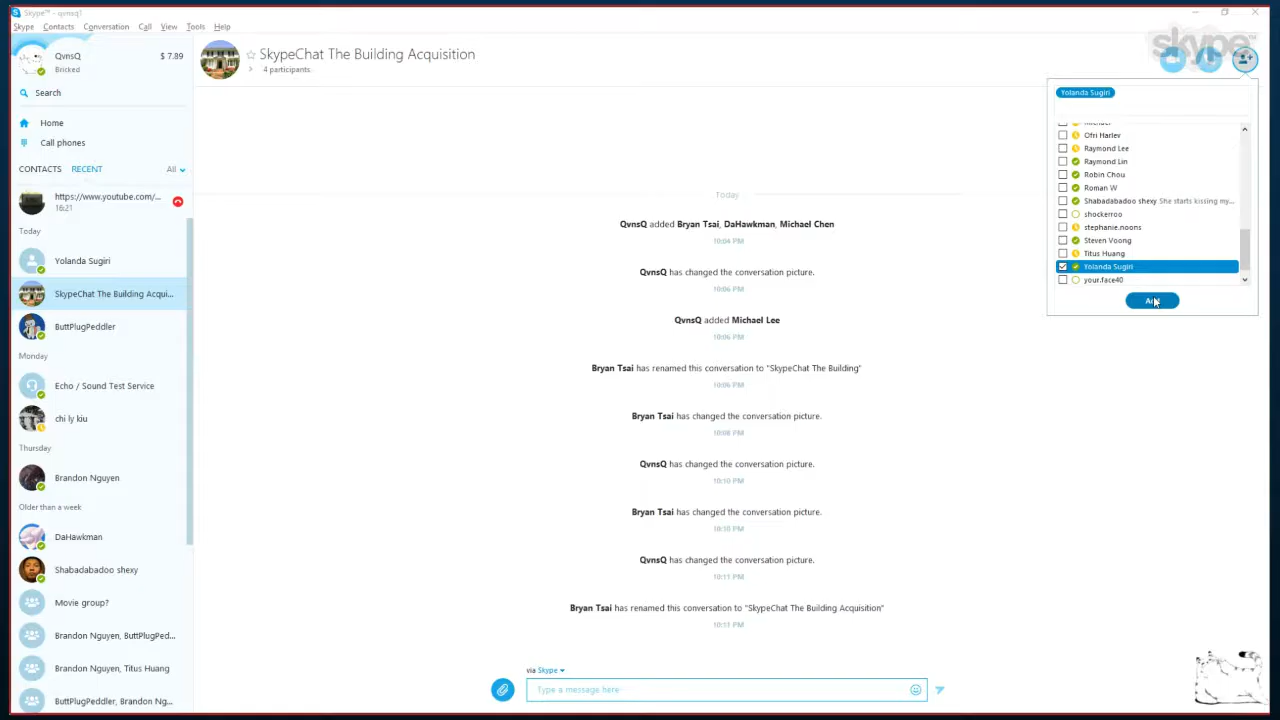 Skype™ - qvnsq1
Skype Contacts Conversation Call View Tools Help
QvnsQ $ 7.89
Bricked
Search
Home
Call phones
CONTACTS RECENT All
https://www.youtube.com/...
16:21
Today
Yolanda Sugiri
SkypeChat The Building Acqui...
ButtPlugPeddler
Monday
Echo / Sound Test Service
chi ly kiu
Thursday
Brandon Nguyen
Older than a week
DaHawkman
Shabadabadoo shexy
Movie group?
Brandon Nguyen, ButtPlugPed...
Brandon Nguyen, Titus Huang
ButtPlugPeddler, Brandon Ng...
SkypeChat The Building Acquisition
4 participants
skype™
Today
QvnsQ added Bryan Tsai, DaHawkman, Michael Chen
10:04 PM
QvnsQ has changed the conversation picture.
10:06 PM
QvnsQ added Michael Lee
10:06 PM
Bryan Tsai has renamed this conversation to "SkypeChat The Building"
10:06 PM
Bryan Tsai has changed the conversation picture.
10:08 PM
QvnsQ has changed the conversation picture.
10:10 PM
Bryan Tsai has changed the conversation picture.
10:10 PM
QvnsQ has changed the conversation picture.
10:11 PM
Bryan Tsai has renamed this conversation to "SkypeChat The Building Acquisition"
10:11 PM
via Skype
Type a message here
Yolanda Sugiri
Ofri Harlev
Raymond Lee
Raymond Lin
Robin Chou
Roman W
Shabadabadoo shexy She starts kissing my...
shockerroo
stephanie.noons
Steven Voong
Titus Huang
Yolanda Sugiri
your.face40
Add